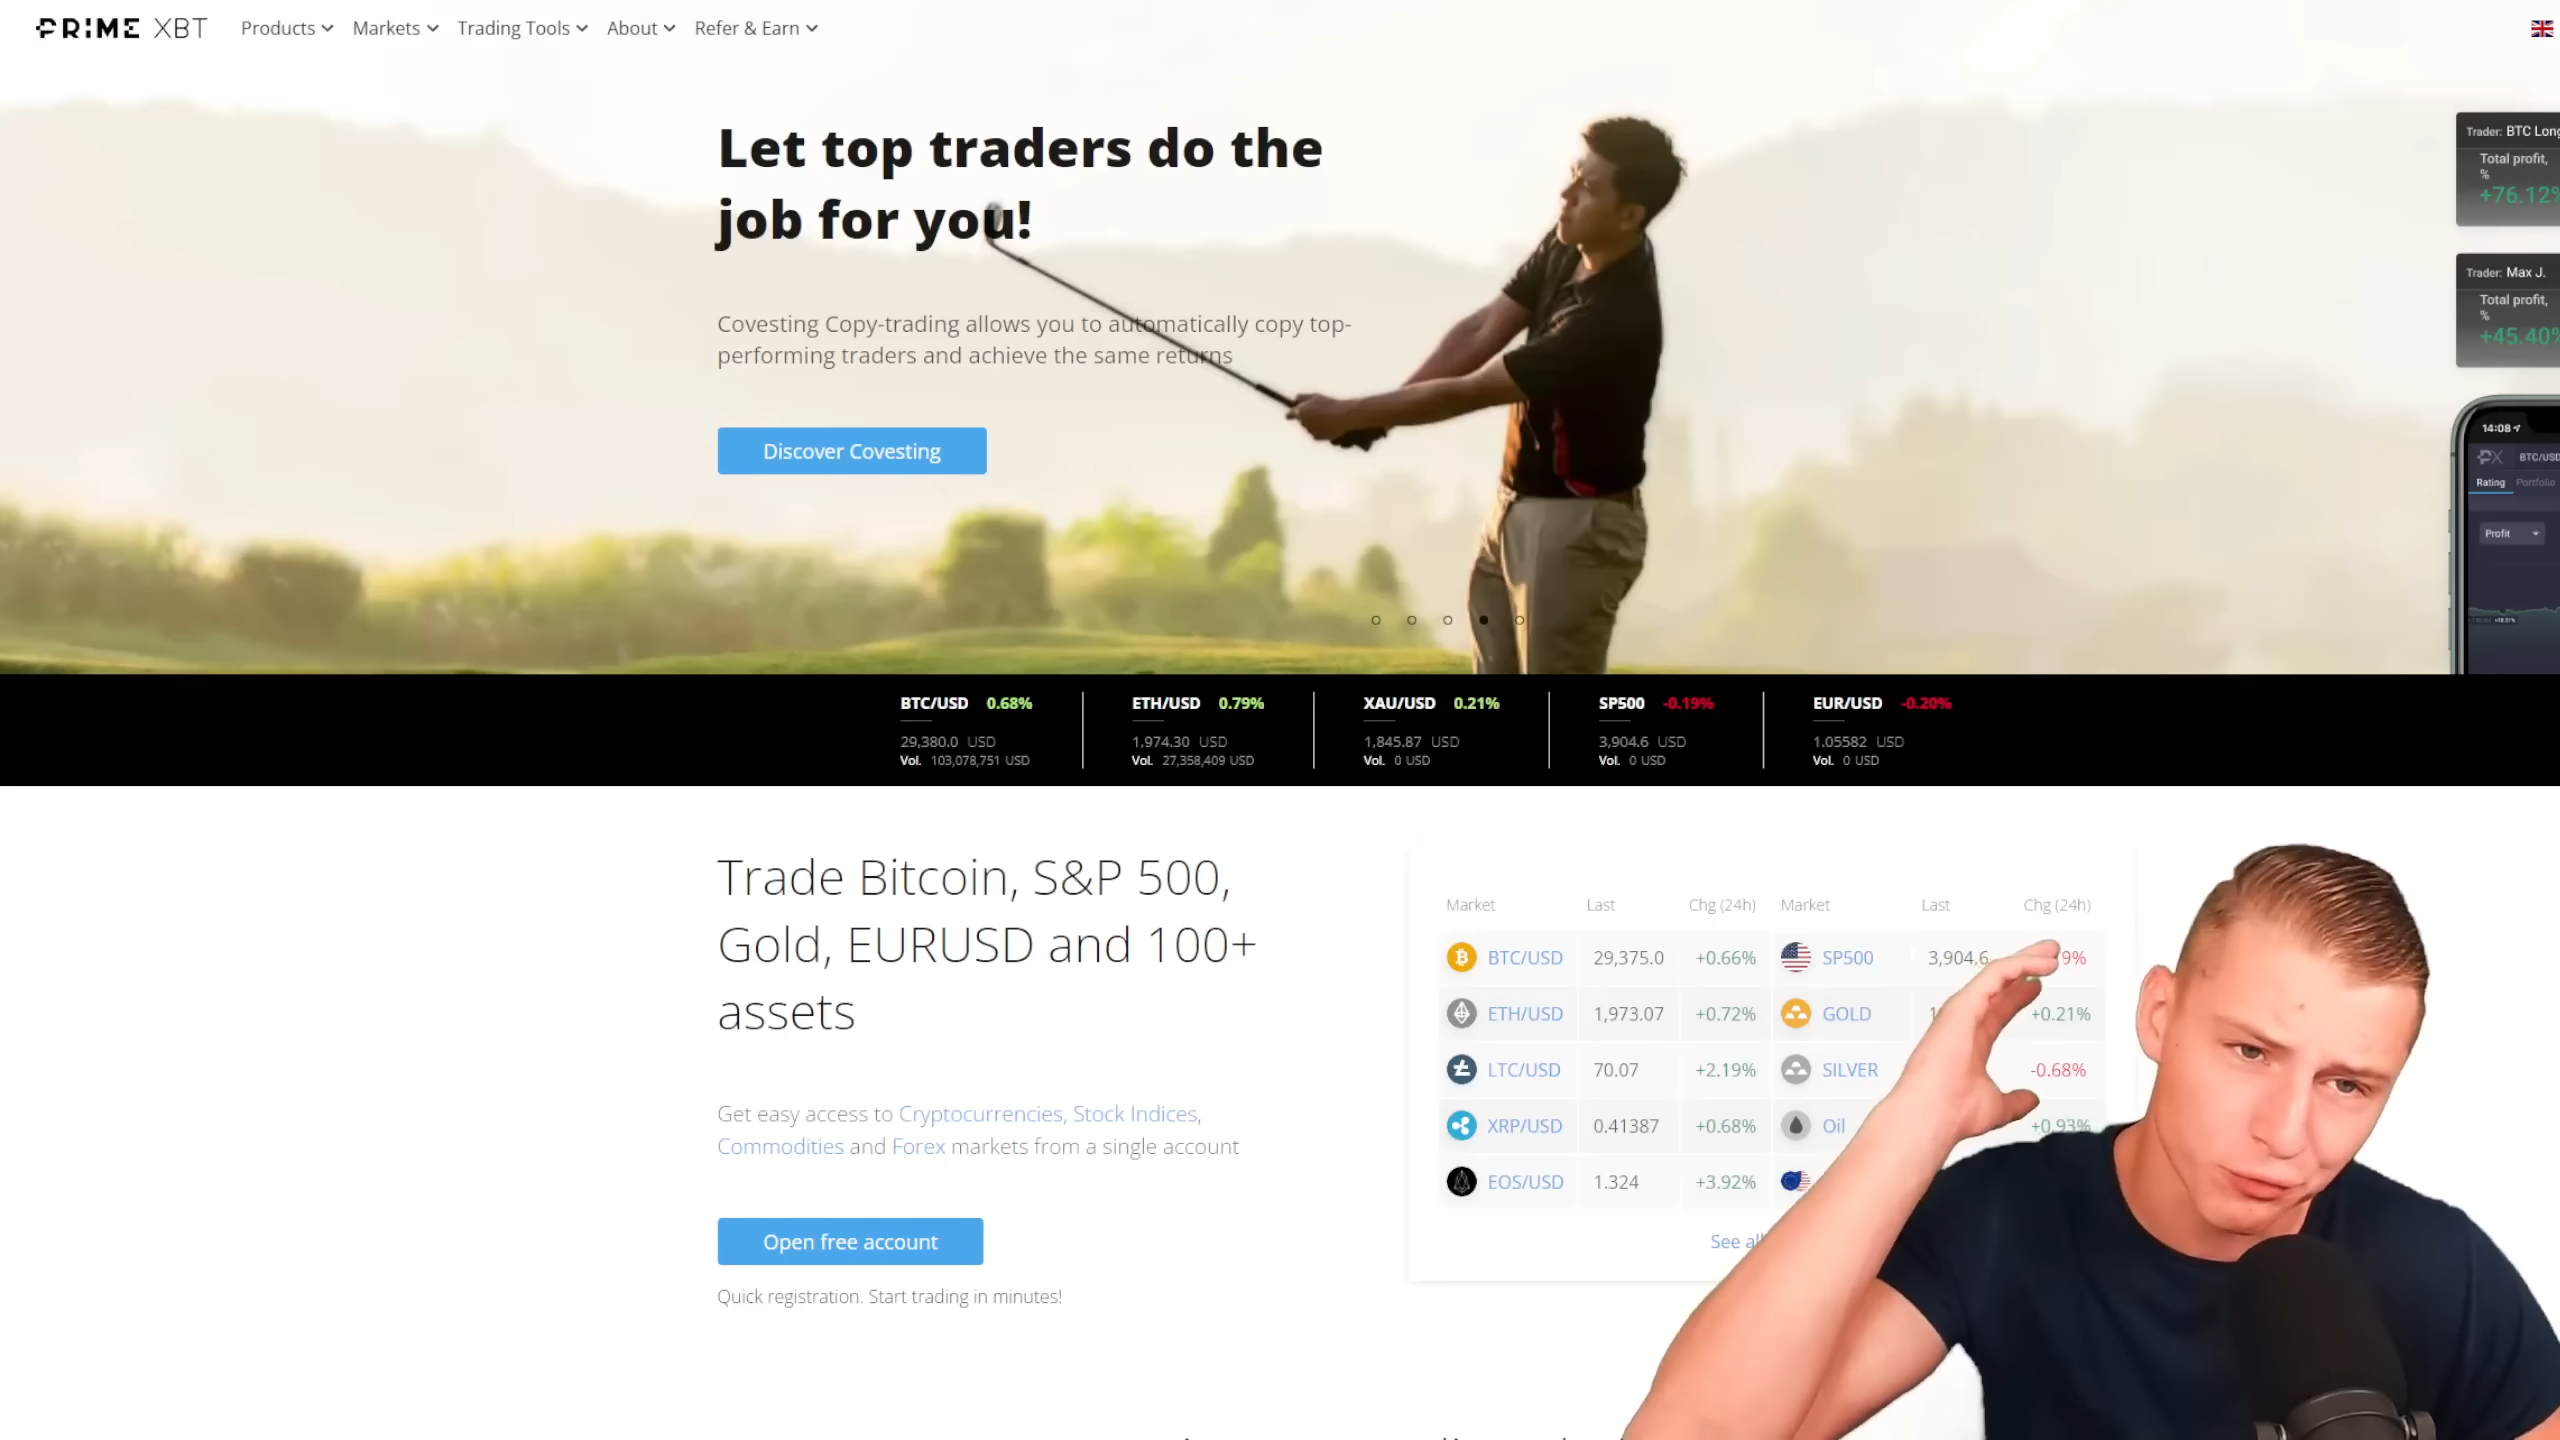 PRIME XBT Products Markets Trading Tools About Refer & Earn
Let top traders do the
job for you!
Covesting Copy-trading allows you to automatically copy top-
performing traders and achieve the same returns
Discover Covesting
Trader: BTC Long
Total profit,
%
+76.12%
Trader: Max J.
Total profit,
%
+45.40%
14:08
PX BTC/USD
Rating Portfolio
Profit
BTC/USD 0.68% ETH/USD 0.79% XAU/USD 0.21% SP500 -0.19% EUR/USD -0.20%
29,380.0 USD 1,974.30 USD 1,845.87 USD 3,904.6 USD 1.05582 USD
Vol. 103,078,751 USD Vol. 27,358,409 USD Vol. 0 USD Vol. 0 USD Vol. 0 USD
Trade Bitcoin, S&P 500,
Gold, EURUSD and 100+
assets
Get easy access to Cryptocurrencies, Stock Indices,
Commodities and Forex markets from a single account
Open free account
Quick registration. Start trading in minutes!
Market Last Chg (24h) Market Last Chg (24h)
BTC/USD 29,375.0 +0.66% SP500 3,904.6 9%
ETH/USD 1,973.07 +0.72% GOLD 1 +0.21%
LTC/USD 70.07 +2.19% SILVER -0.68%
XRP/USD 0.41387 +0.68% Oil +0.93%
EOS/USD 1.324 +3.92%
See all